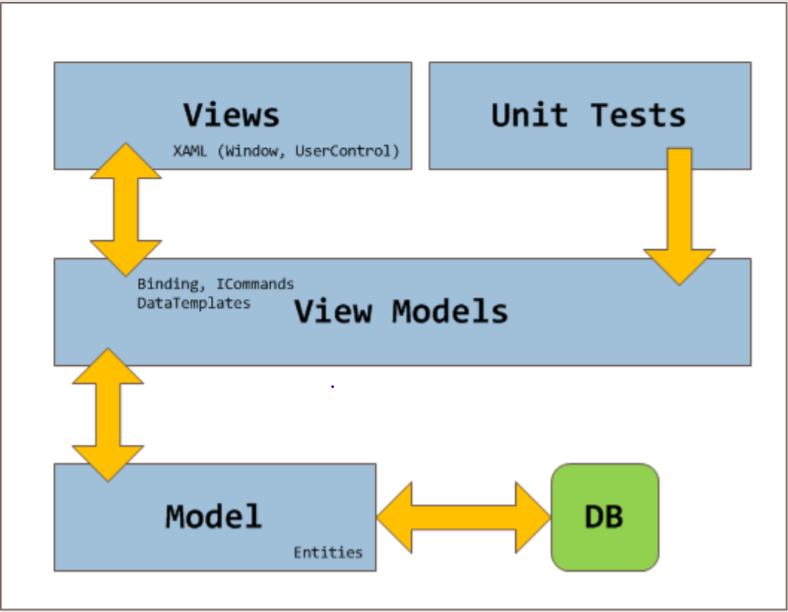 Views
XAML (Window, UserControl)
Unit Tests
Binding, ICommands
DataTemplates
View Models
Model
Entities
DB